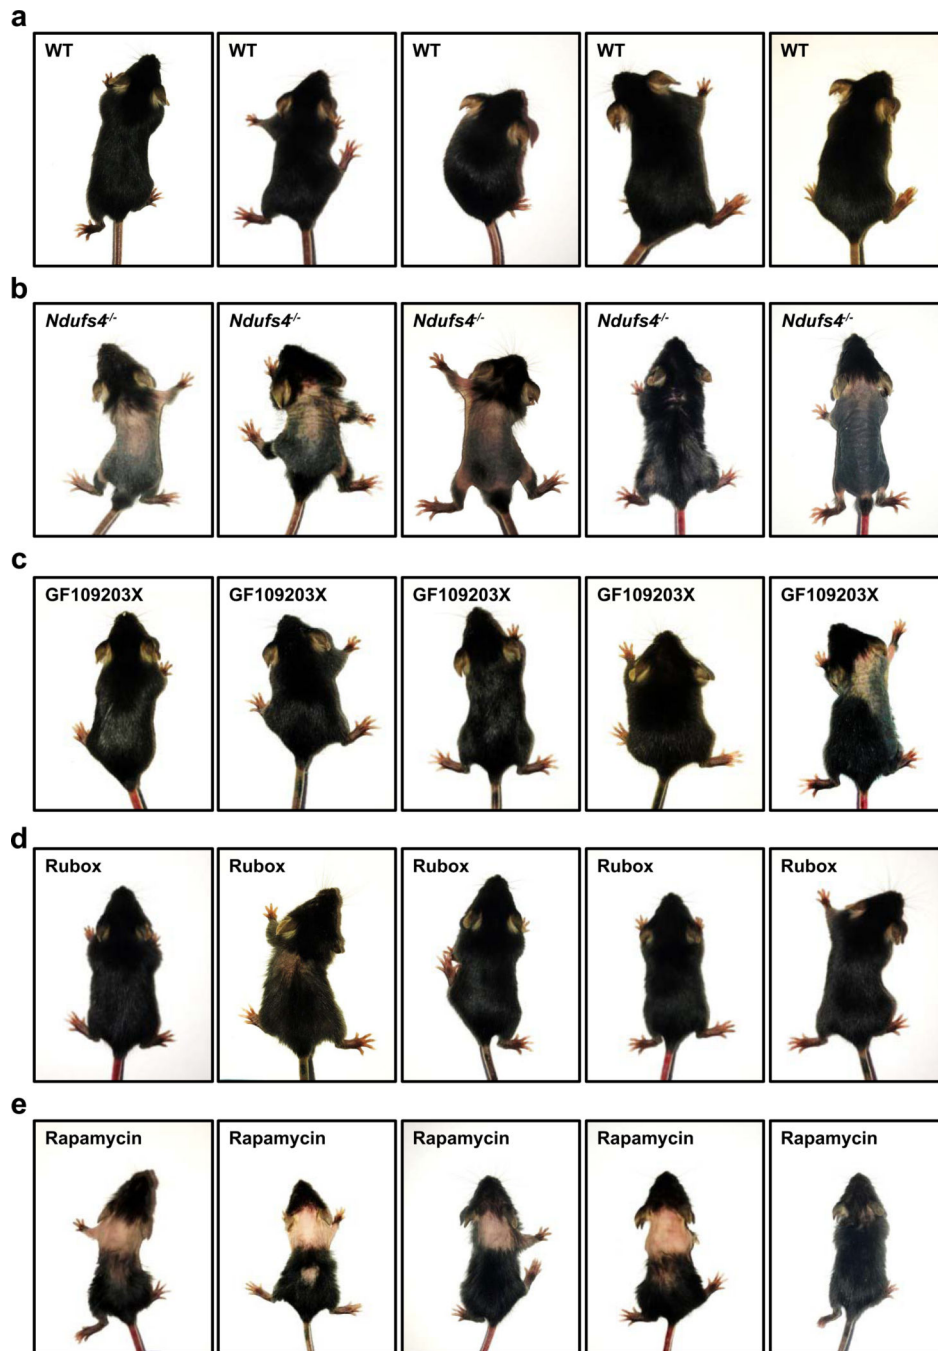 a
WT WT WT WT WT
b
Ndufs4-/- Ndufs4-/- Ndufs4-/- Ndufs4-/- Ndufs4-/-
c
GF109203X GF109203X GF109203X GF109203X GF109203X
d
Rubox Rubox Rubox Rubox Rubox
e
Rapamycin Rapamycin Rapamycin Rapamycin Rapamycin